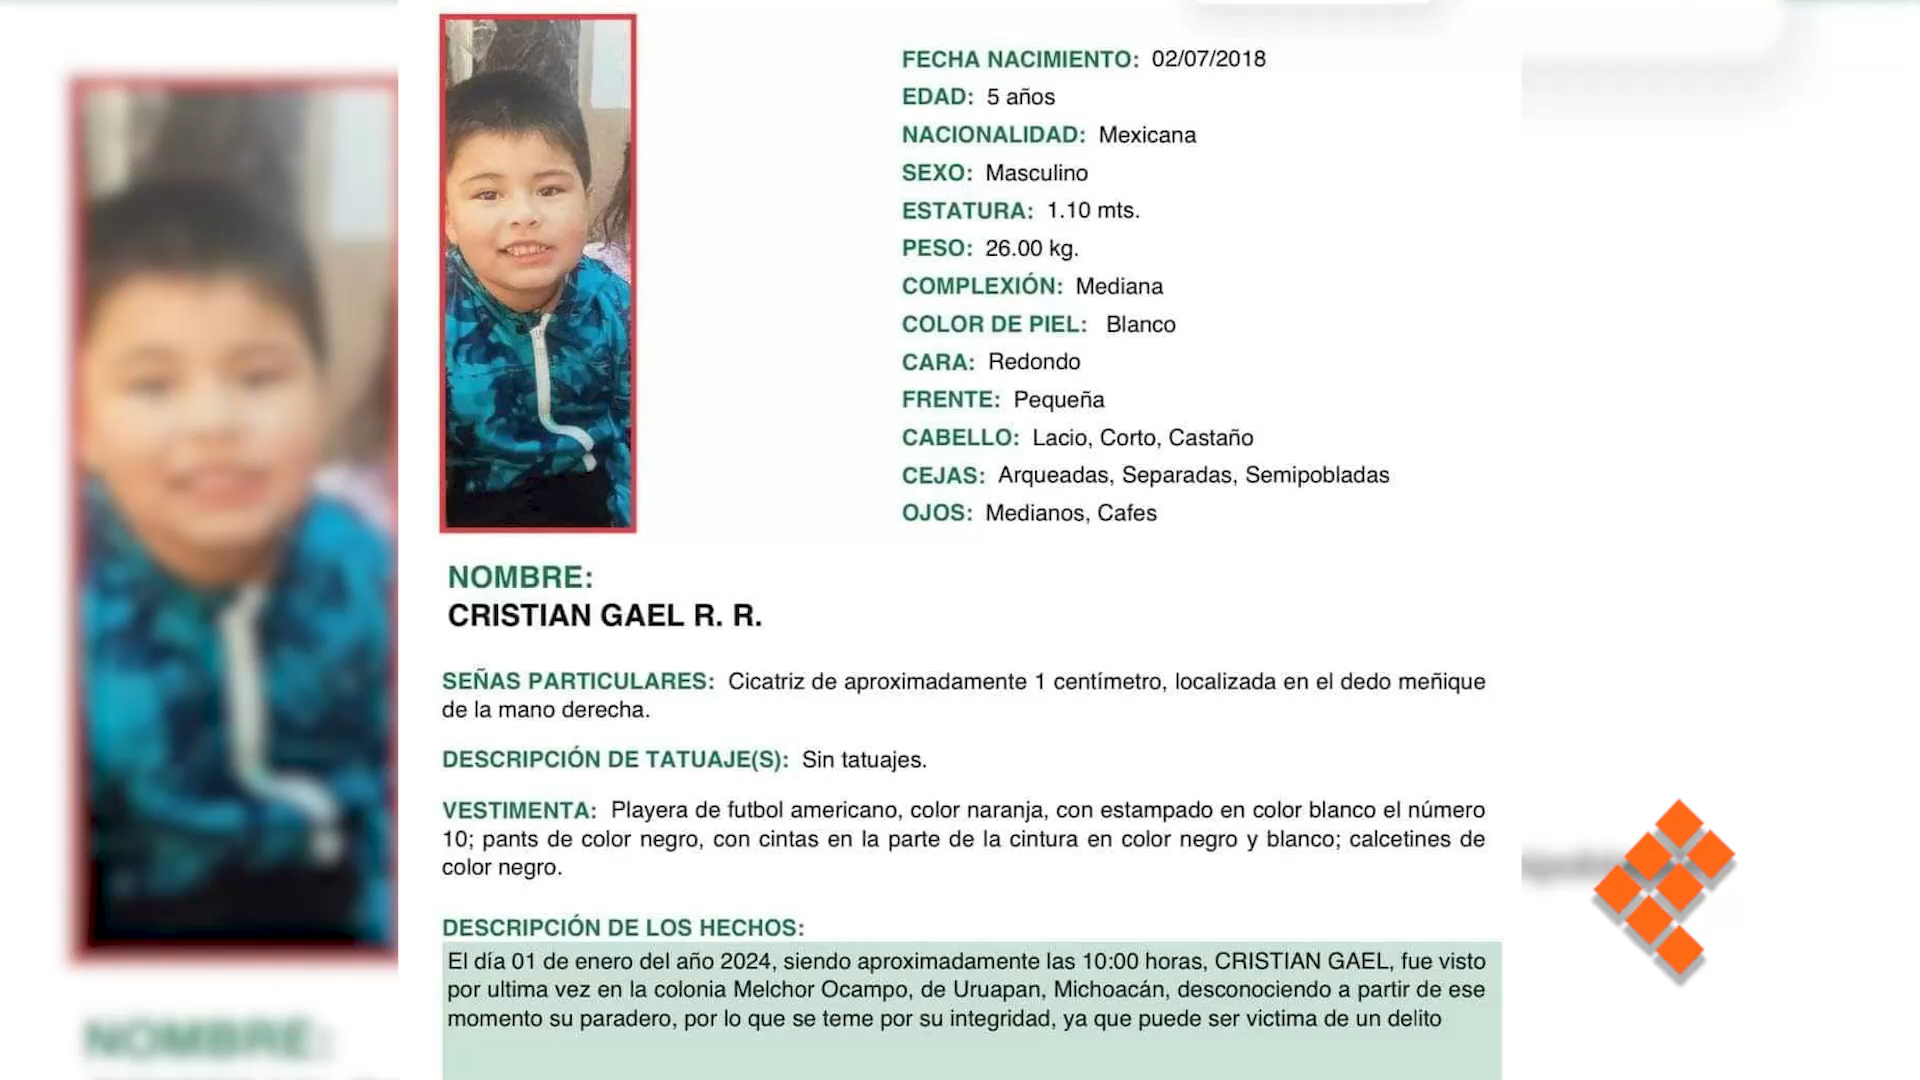 FECHA NACIMIENTO: 02/07/2018
EDAD: 5 años
NACIONALIDAD: Mexicana
SEXO: Masculino
ESTATURA: 1.10 mts.
PESO: 26.00 kg.
COMPLEXIÓN: Mediana
COLOR DE PIEL: Blanco
CARA: Redondo
FRENTE: Pequeña
CABELLO: Lacio, Corto, Castaño
CEJAS: Arqueadas, Separadas, Semipobladas
OJOS: Medianos, Cafes
NOMBRE:
CRISTIAN GAEL R. R.
SEÑAS PARTICULARES: Cicatriz de aproximadamente 1 centímetro, localizada en el dedo meñique
de la mano derecha.
DESCRIPCIÓN DE TATUAJE(S): Sin tatuajes.
VESTIMENTA: Playera de futbol americano, color naranja, con estampado en color blanco el número
10; pants de color negro, con cintas en la parte de la cintura en color negro y blanco; calcetines de
color negro.
DESCRIPCIÓN DE LOS HECHOS:
El día 01 de enero del año 2024, siendo aproximadamente las 10:00 horas, CRISTIAN GAEL, fue visto
por ultima vez en la colonia Melchor Ocampo, de Uruapan, Michoacán, desconociendo a partir de ese
momento su paradero, por lo que se teme por su integridad, ya que puede ser victima de un delito
NOMBRE: